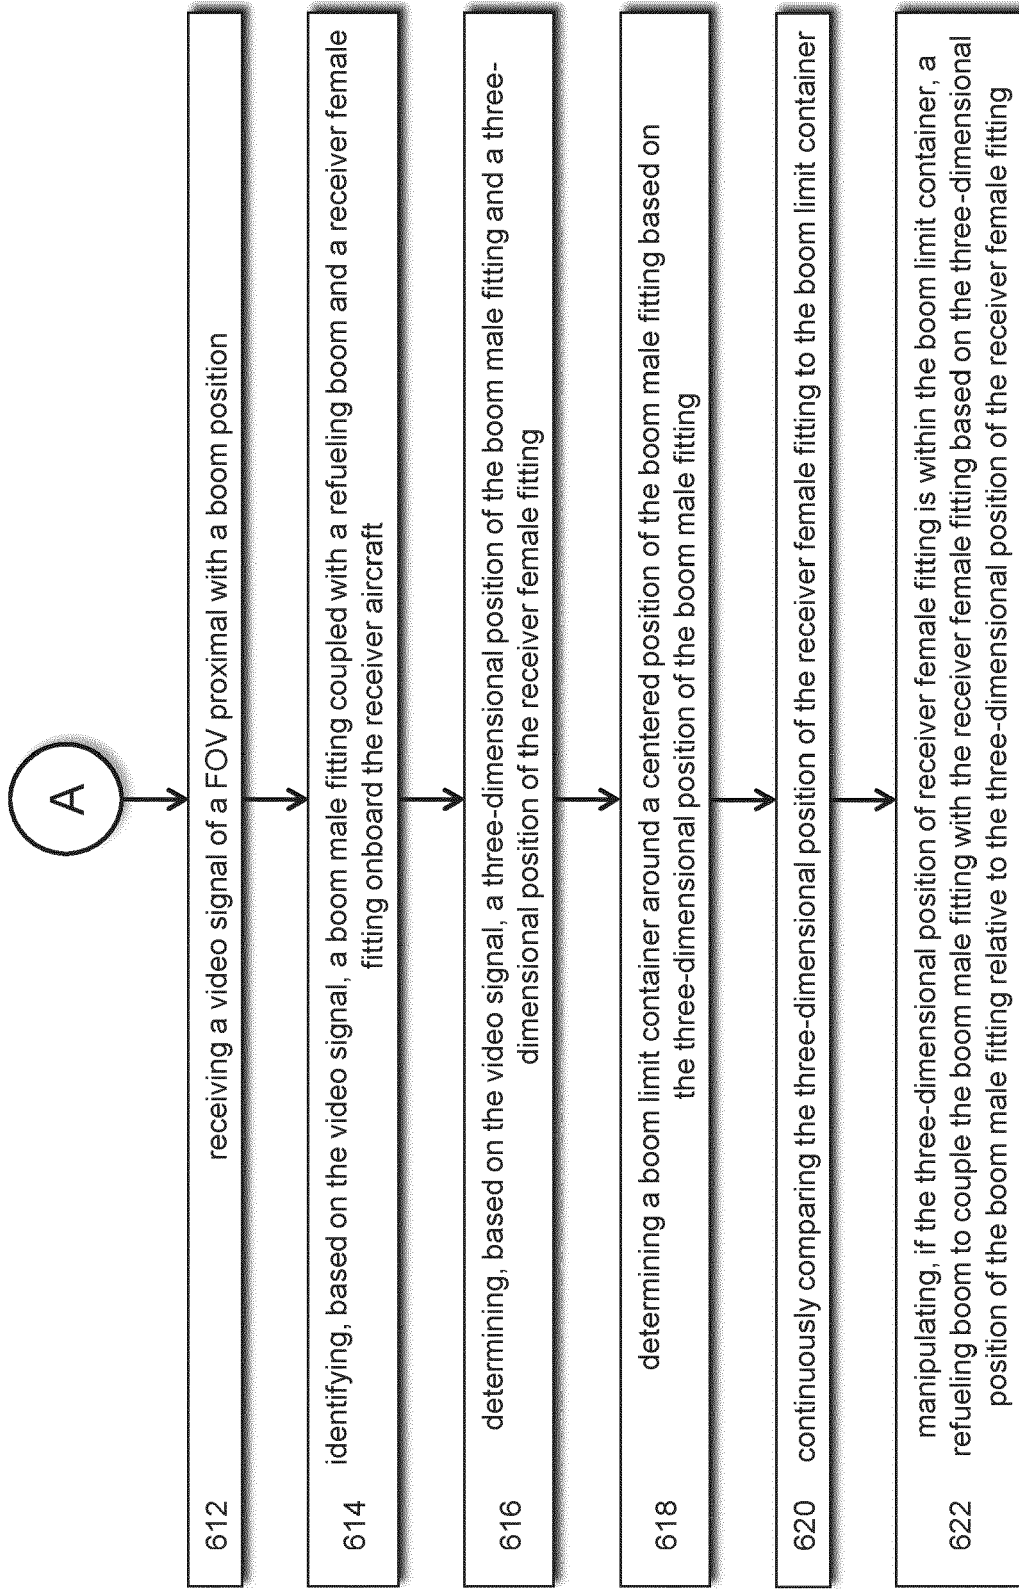 A
612 receiving a video signal of a FOV proximal with a boom position
614 identifying, based on the video signal, a boom male fitting coupled with a refueling boom and a receiver female
fitting onboard the receiver aircraft
616 determining, based on the video signal, a three-dimensional position of the boom male fitting and a three-
dimensional position of the receiver female fitting
618 determining a boom limit container around a centered position of the boom male fitting based on
the three-dimensional position of the boom male fitting
620 continuously comparing the three-dimensional position of the receiver female fitting to the boom limit container
manipulating, if the three-dimensional position of receiver female fitting is within the boom limit container, a
622 refueling boom to couple the boom male fitting with the receiver female fitting based on the three-dimensional
position of the boom male fitting relative to the three-dimensional position of the receiver female fitting